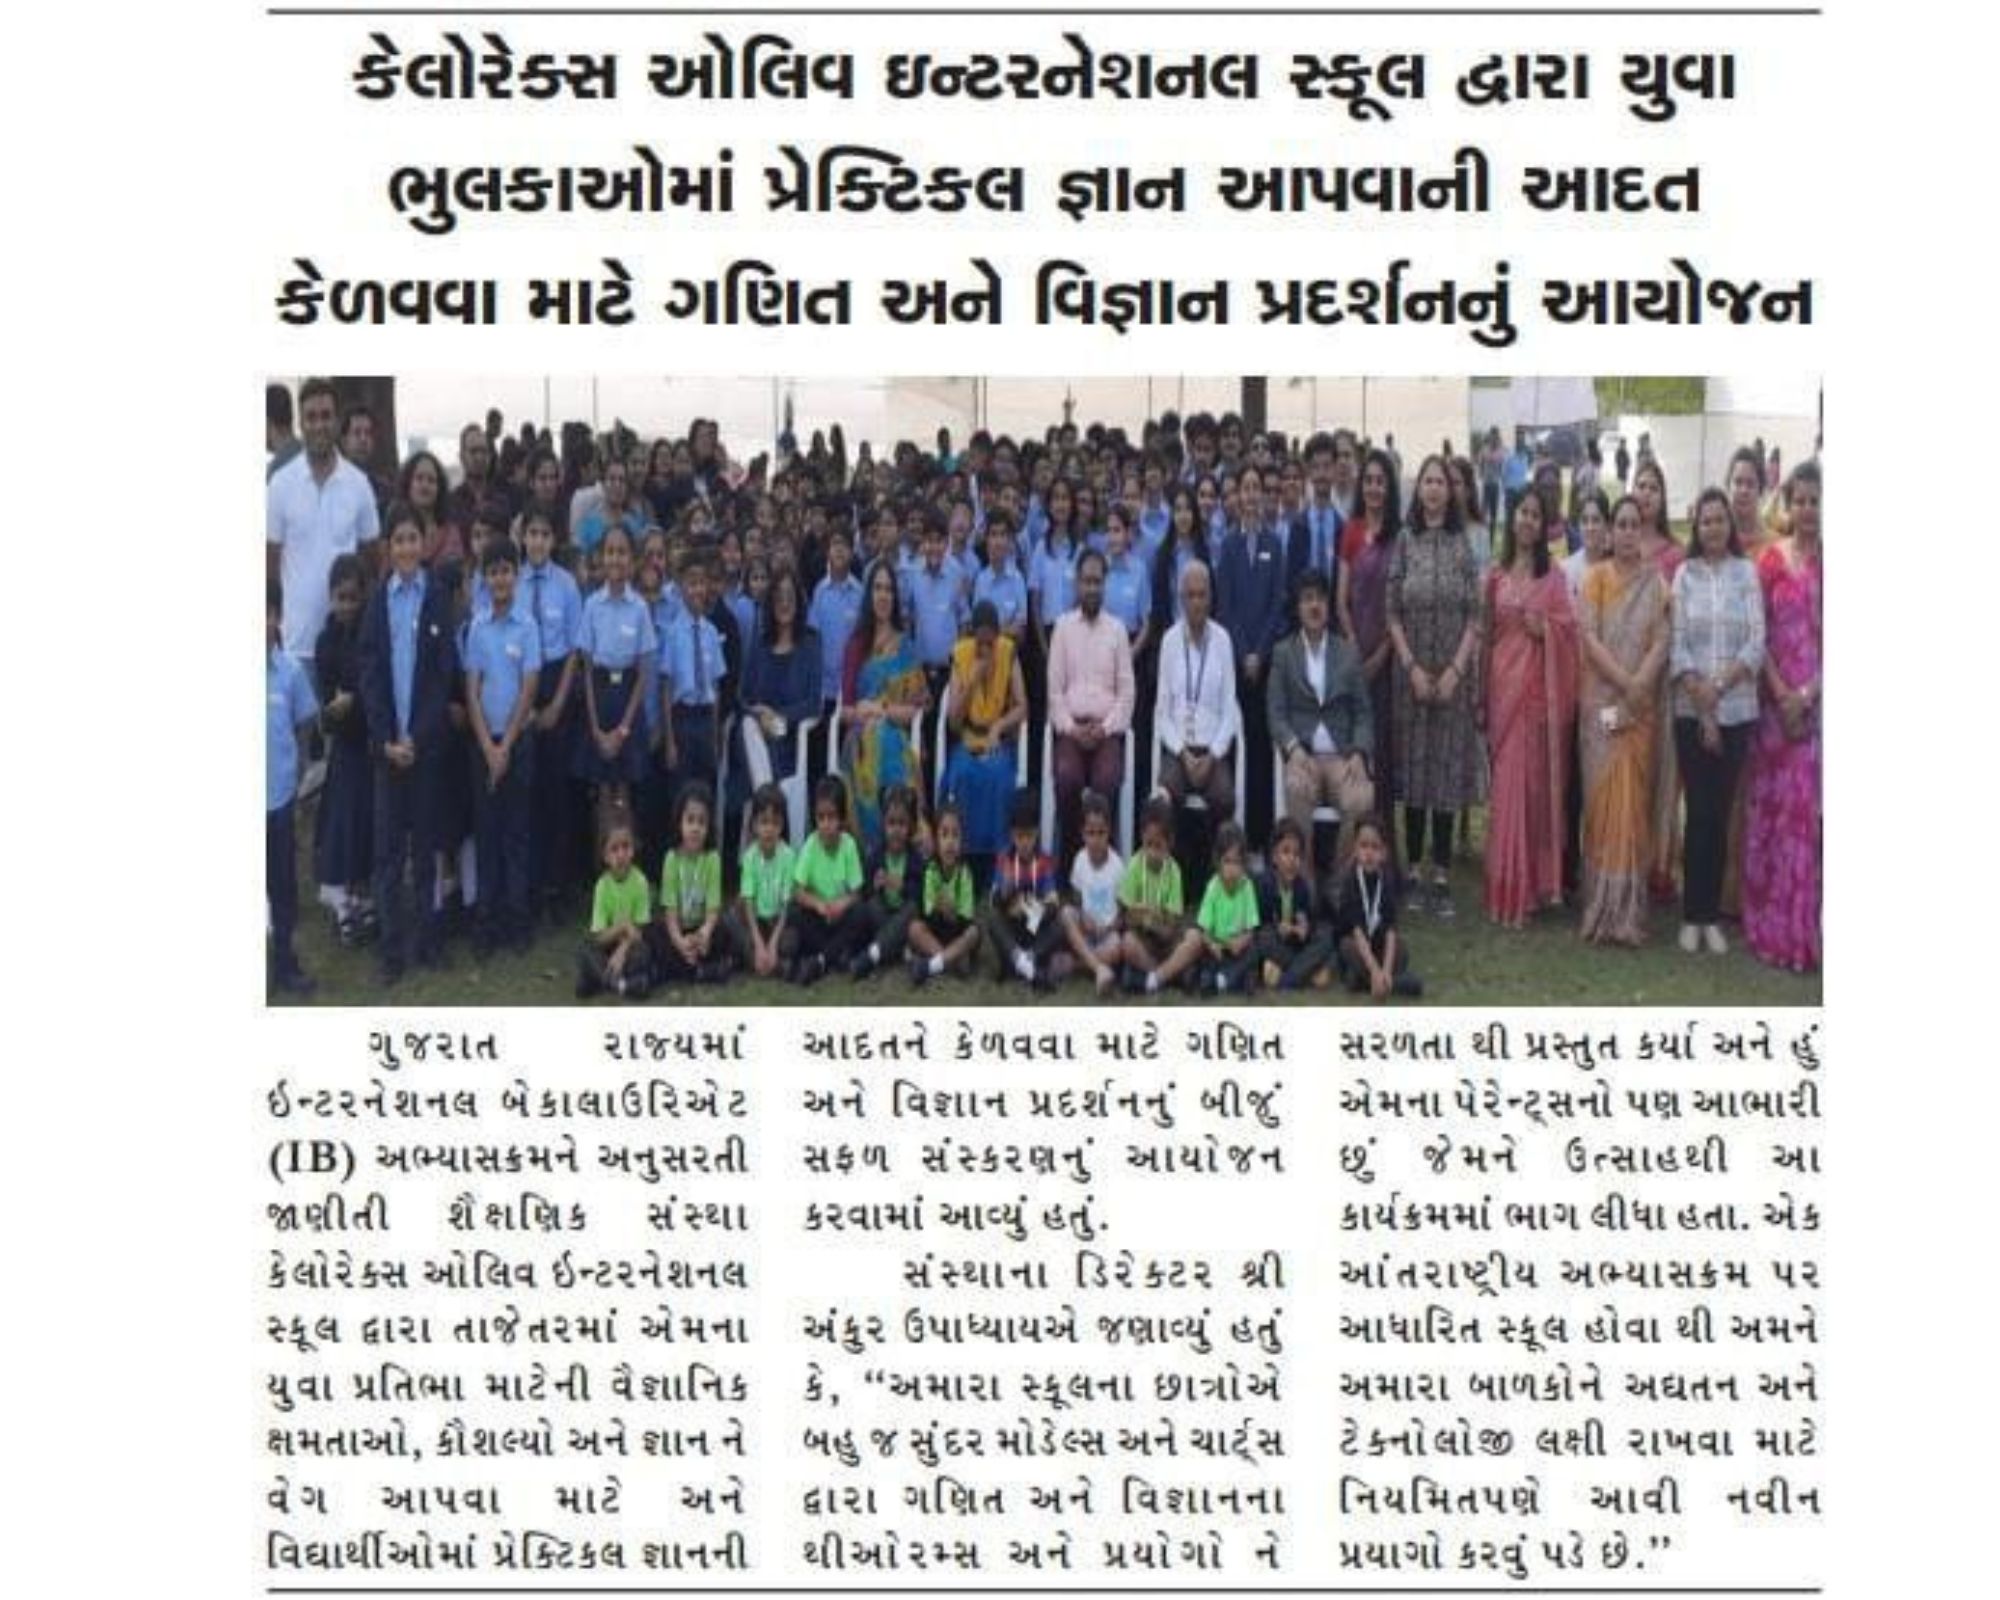 કેલોરેક્સ ઓલિવ ઇન્ટરનેશનલ સ્કૂલ દ્વારા યુવા
ભુલકાઓમાં પ્રેક્ટિકલ જ્ઞાન આપવાની આદત
કેળવવા માટે ગણિત અને વિજ્ઞાન પ્રદર્શનનું આયોજન
ગુજરાત રાજ્યમાં
ઇન્ટરનેશનલ બેકાલાઉરિએટ
(IB) અભ્યાસક્રમને અનુસરતી
જાણીતી શૈક્ષણિક સંસ્થા
કેલોરેક્સ ઓલિવ ઇન્ટરનેશનલ
સ્કૂલ દ્વારા તાજેતરમાં એમના
યુવા પ્રતિભા માટેની વૈજ્ઞાનિક
ક્ષમતાઓ, કૌશલ્યો અને જ્ઞાન ને
વેગ આપવા માટે અને
વિદ્યાર્થીઓમાં પ્રેક્ટિકલ જ્ઞાનની
આદતને કેળવવા માટે ગણિત
અને વિજ્ઞાન પ્રદર્શનનું બીજું
સફળ સંસ્કરણનું આયોજન
કરવામાં આવ્યું હતું.
સંસ્થાના ડિરેક્ટર શ્રી
અંકુર ઉપાધ્યાયએ જણાવ્યું હતું
કે, “અમારા સ્કૂલના છાત્રોએ
બહુ જ સુંદર મોડેલ્સ અને ચાર્ટ્સ
દ્વારા ગણિત અને વિજ્ઞાનના
થીઓરમ્સ અને પ્રયોગો ને
સરળતા થી પ્રસ્તુત કર્યા અને હું
એમના પેરેન્ટ્સનો પણ આભારી
છું જેમને ઉત્સાહથી આ
કાર્યક્રમમાં ભાગ લીધા હતા. એક
આંતરાષ્ટ્રીય અભ્યાસક્રમ પર
આધારિત સ્કૂલ હોવા થી અમને
અમારા બાળકોને અદ્યતન અને
ટેક્નોલોજી લક્ષી રાખવા માટે
નિયમિતપણે આવી નવીન
પ્રયાગો કરવું પડે છે.”